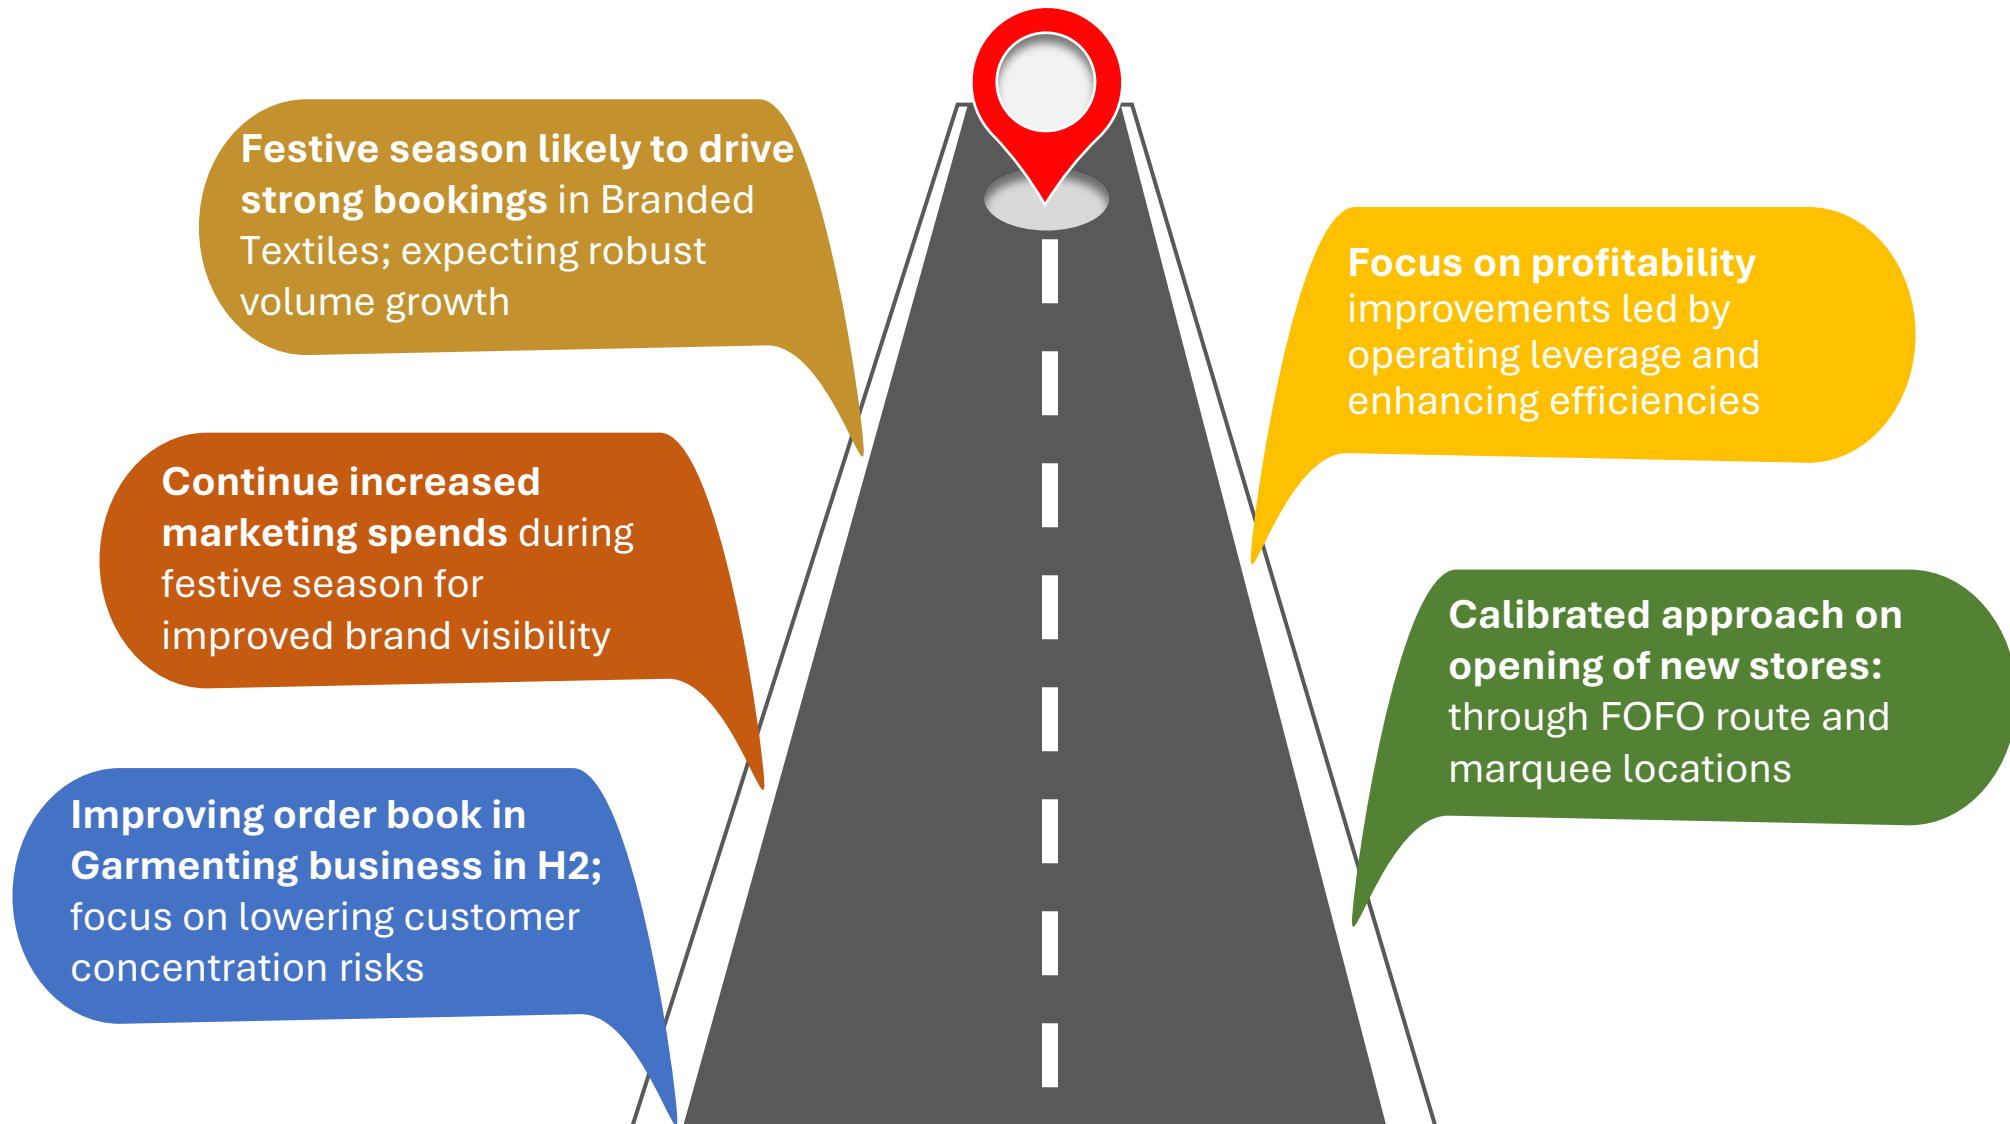 Festive season likely to drive
strong bookings in Branded
Textiles; expecting robust
volume growth
Continue increased
marketing spends during
festive season for
improved brand visibility
Improving order book in
Garmenting business in H2;
focus on lowering customer
concentration risks
Focus on profitability
improvements led by
operating leverage and
enhancing efficiencies
Calibrated approach on
opening of new stores:
through FOFO route and
marquee locations